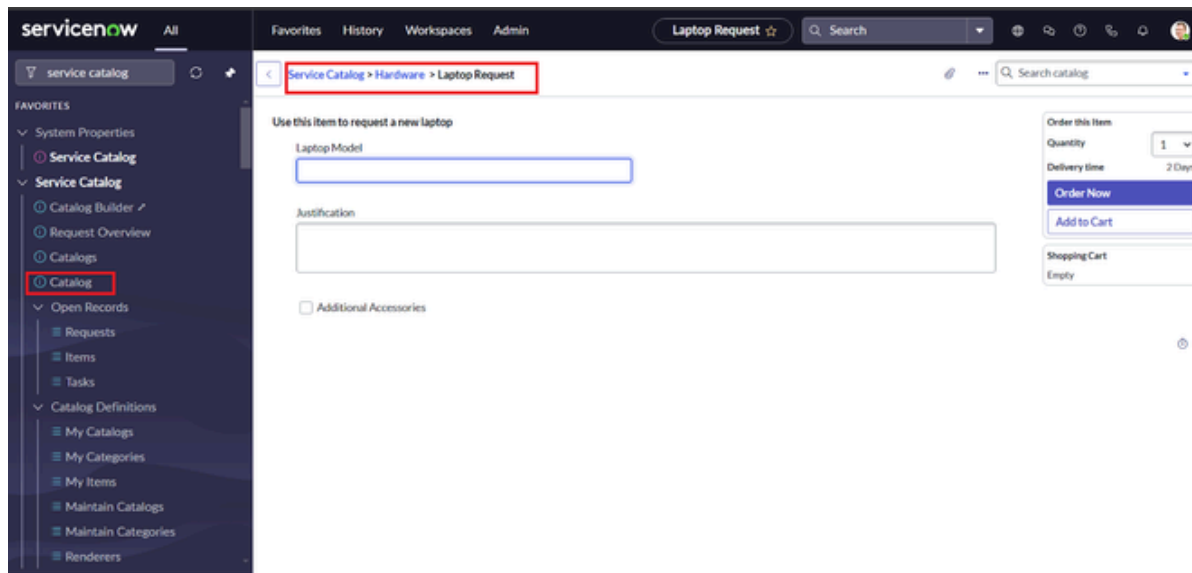 servicenow All Favorites History Workspaces Admin Laptop Request Search
service catalog
Service Catalog > Hardware > Laptop Request
Search catalog
FAVORITES
System Properties
Service Catalog
Service Catalog
Catalog Builder
Request Overview
Catalogs
Catalog
Open Records
Requests
Items
Tasks
Catalog Definitions
My Catalogs
My Categories
My Items
Maintain Catalogs
Maintain Categories
Renderers
Use this item to request a new laptop
Laptop Model
Justification
Additional Accessories
Order this Item
Quantity 1
Delivery time 2 Days
Order Now
Add to Cart
Shopping Cart
Empty